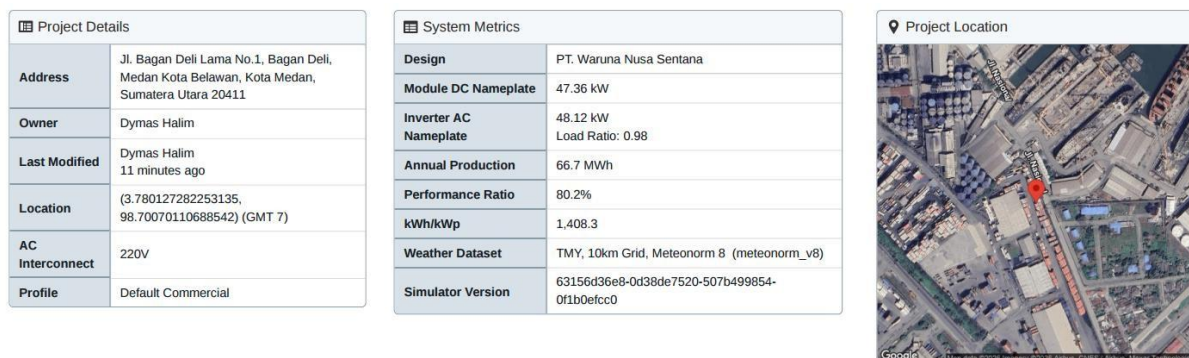 Project Details
Address
Jl. Bagan Deli Lama No.1, Bagan Deli,
Medan Kota Belawan, Kota Medan,
Sumatera Utara 20411
Owner
Dymas Halim
Last Modified
Dymas Halim
11 minutes ago
Location
(3.780127282253135,
98.70070110688542) (GMT 7)
AC
Interconnect
220V
Profile
Default Commercial
System Metrics
Design
PT. Waruna Nusa Sentana
Module DC Nameplate
47.36 kW
Inverter AC
Nameplate
48.12 kW
Load Ratio: 0.98
Annual Production
66.7 MWh
Performance Ratio
80.2%
kWh/kWp
1,408.3
Weather Dataset
TMY, 10km Grid, Meteonorm 8 (meteonorm_v8)
Simulator Version
63156d36e8-0d38de7520-507b499854-
0f1b0efcc0
Project Location
Jl. Nasional
Google